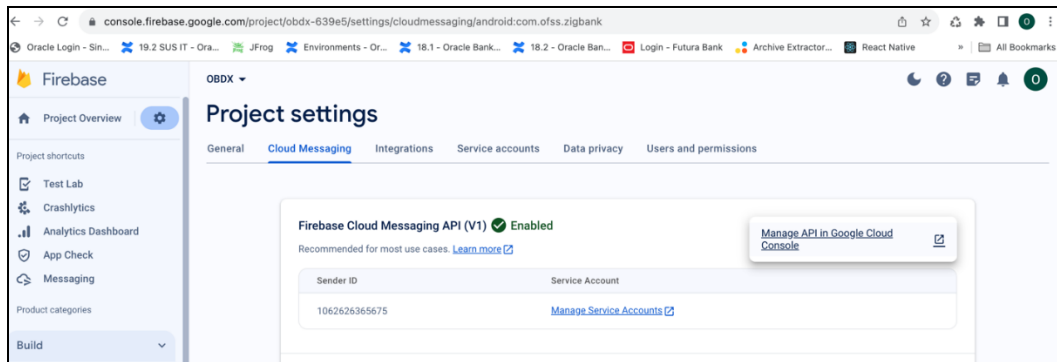 console.firebase.google.com/project/obdx-639e5/settings/cloudmessaging/android:com.ofss.zigbank
Oracle Login - Sin... 19.2 SUS IT - Ora... JFrog Environments - Or... 18.1 - Oracle Bank... 18.2 - Oracle Ban... Login - Futura Bank Archive Extractor... React Native » All Bookmarks
Firebase
OBDX
O
Project Overview
Project settings
General Cloud Messaging Integrations Service accounts Data privacy Users and permissions
Project shortcuts
Test Lab
Crashlytics
Analytics Dashboard
App Check
Messaging
Product categories
Build
Firebase Cloud Messaging API (V1) Enabled
Recommended for most use cases. Learn more
Manage API in Google Cloud
Console
Sender ID Service Account
1062626365675 Manage Service Accounts